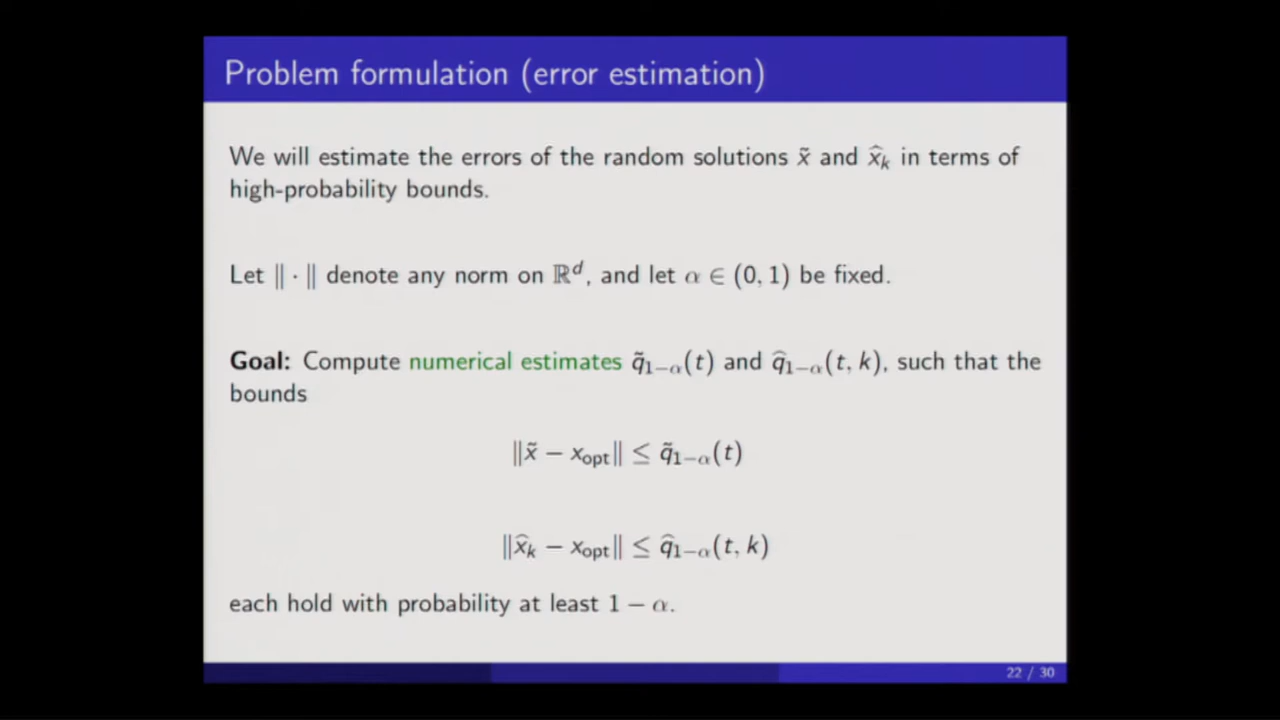 Problem formulation (error estimation)
We will estimate the errors of the random solutions x̃ and x̂ₖ in terms of
high-probability bounds.
Let ‖ · ‖ denote any norm on ℝᵈ, and let α ∈ (0, 1) be fixed.
Goal: Compute numerical estimates q̃₁₋α(t) and q̂₁₋α(t, k), such that the
bounds
‖x̃ − x_opt‖ ≤ q̃₁₋α(t)
‖x̂ₖ − x_opt‖ ≤ q̂₁₋α(t, k)
each hold with probability at least 1 − α.
22 / 30